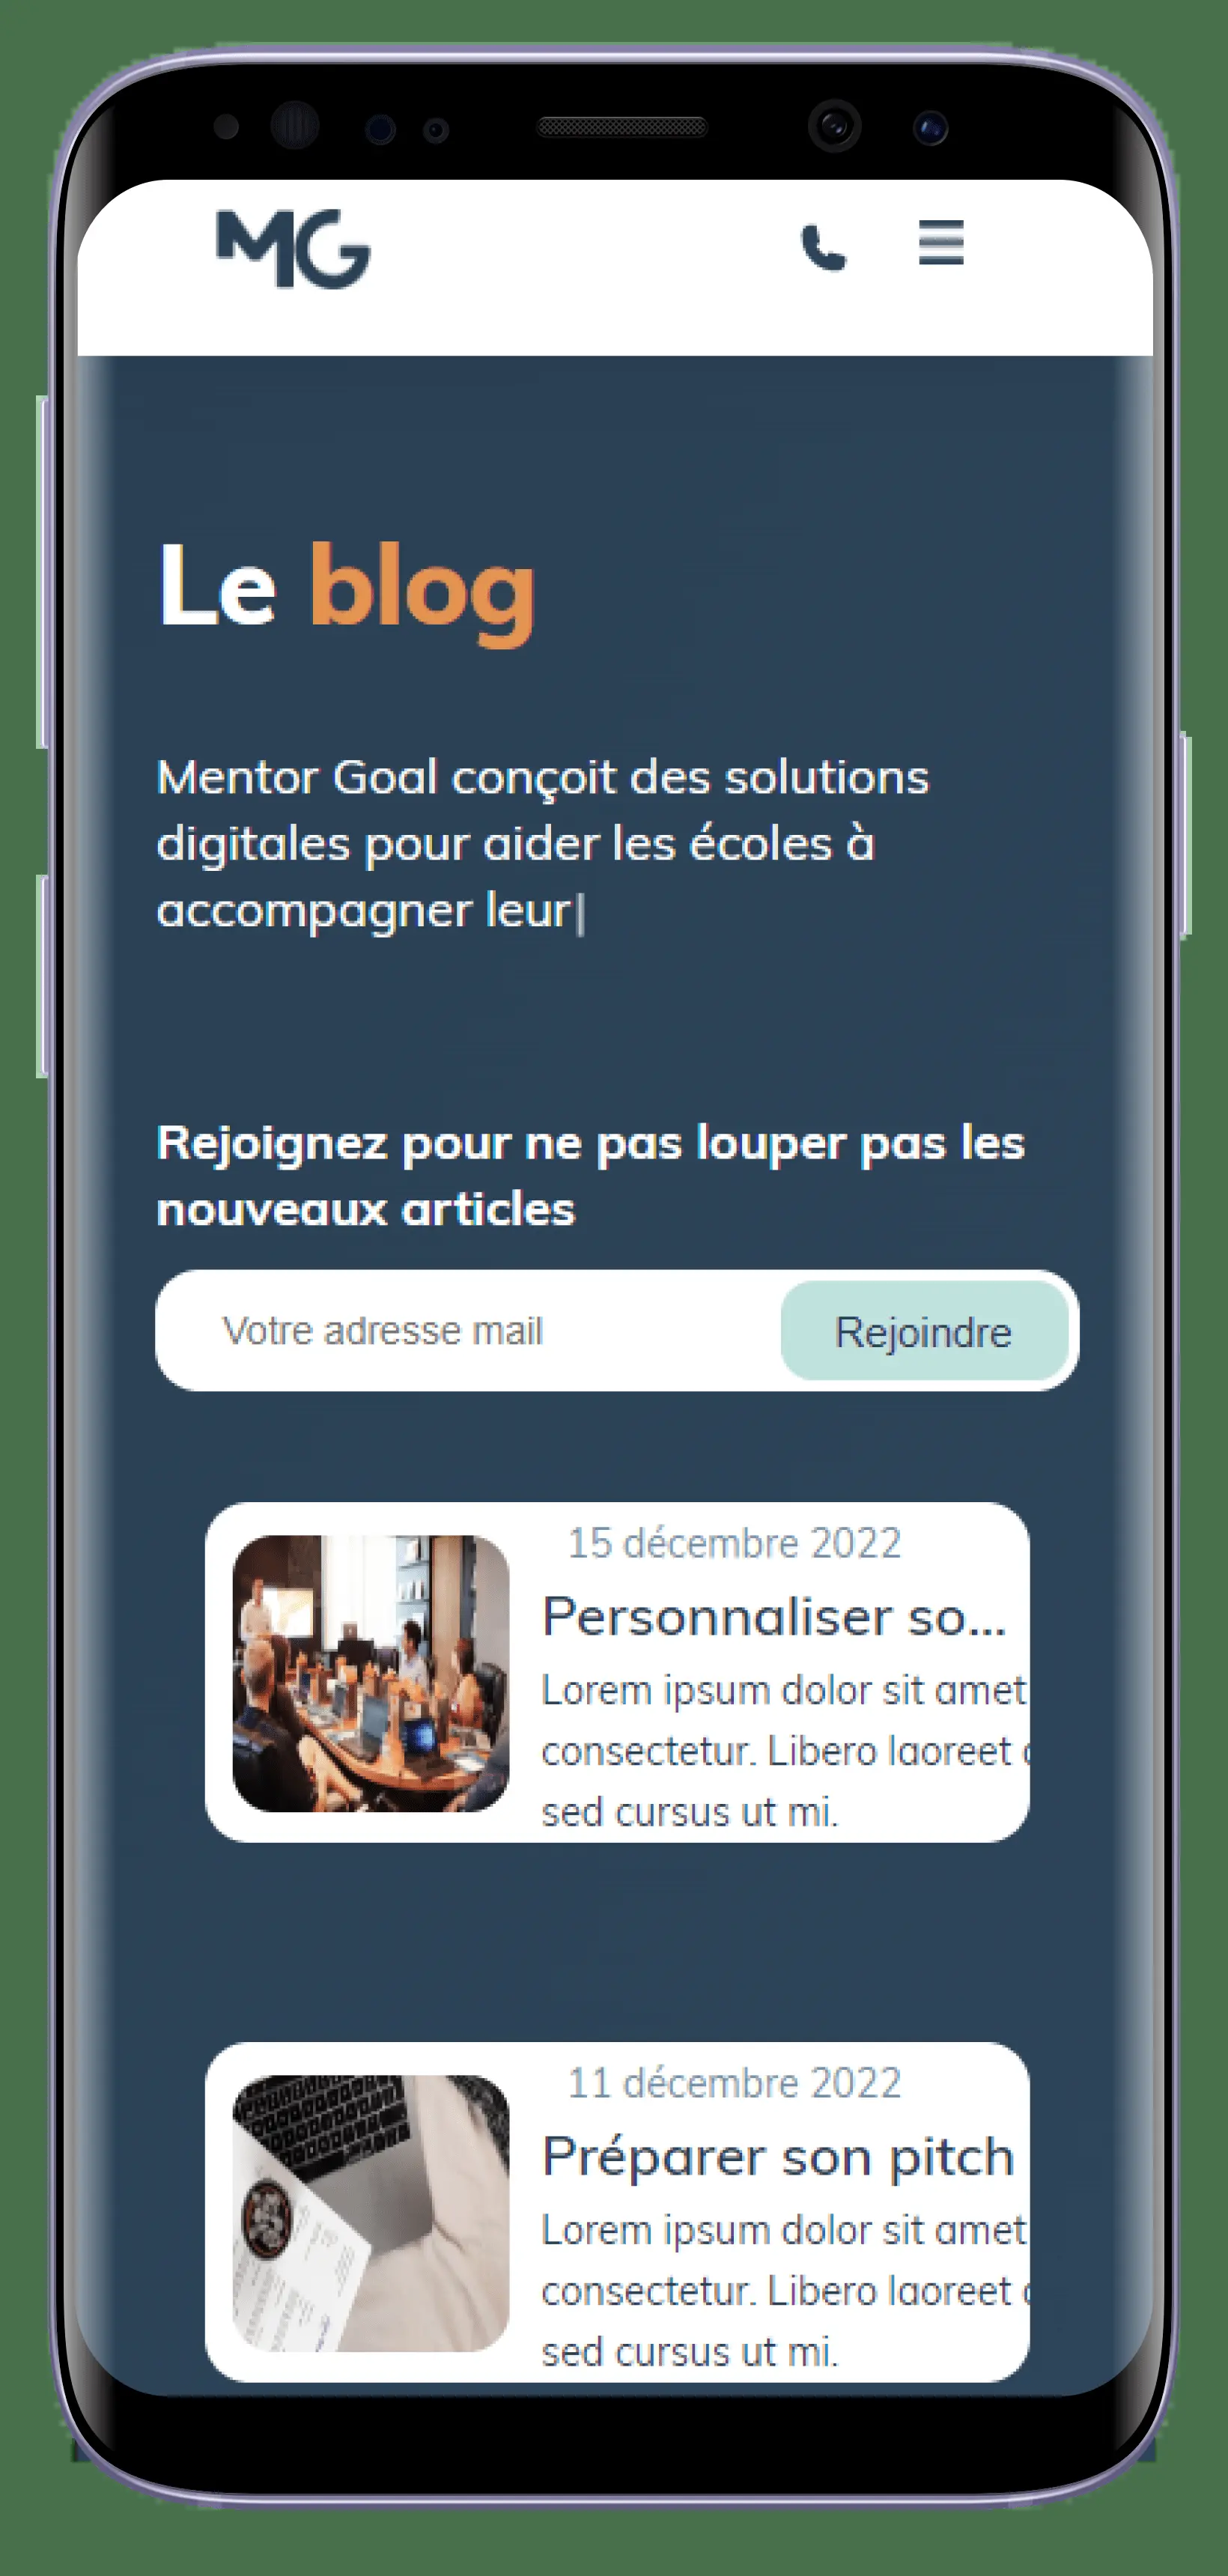 MG
Le blog
Mentor Goal conçoit des solutions
digitales pour aider les écoles à
accompagner leur|
Rejoignez pour ne pas louper pas les
nouveaux articles
Votre adresse mail
Rejoindre
15 décembre 2022
Personnaliser so...
Lorem ipsum dolor sit amet
consectetur. Libero laoreet
sed cursus ut mi.
11 décembre 2022
Préparer son pitch
Lorem ipsum dolor sit amet
consectetur. Libero laoreet
sed cursus ut mi.